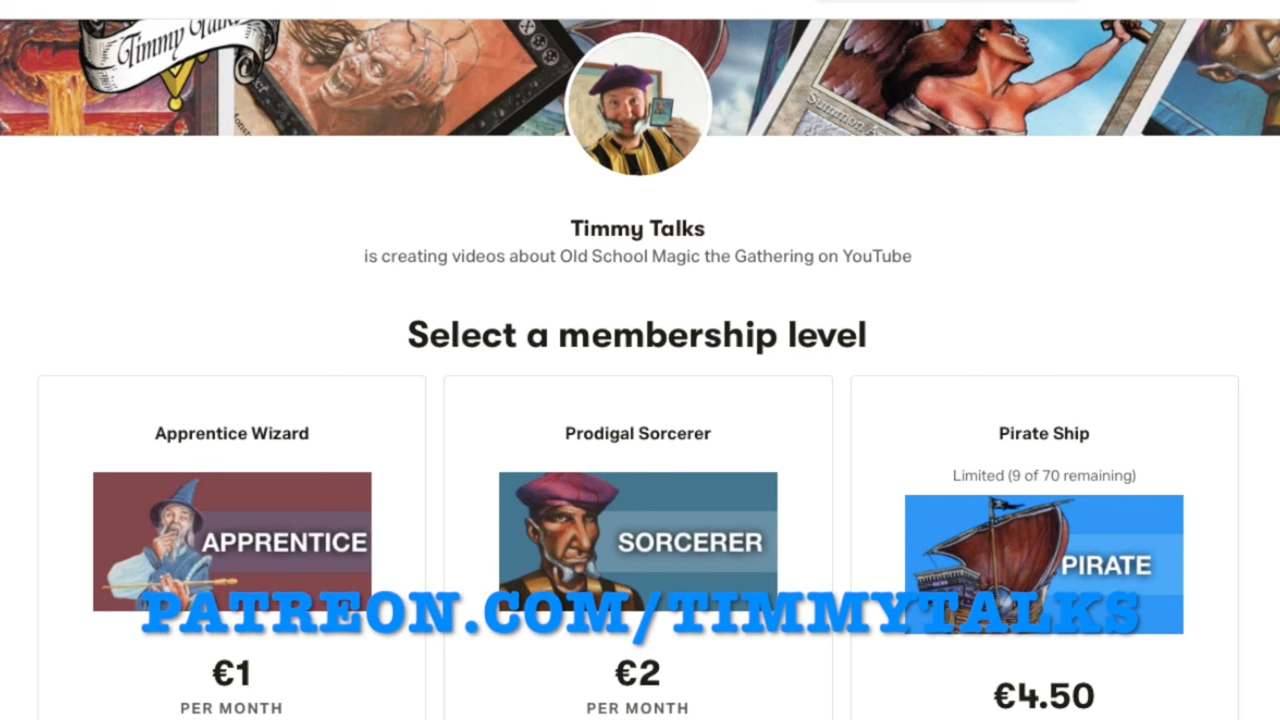 Timmy Talks
Summon A
Timmy Talks
is creating videos about Old School Magic the Gathering on YouTube
Select a membership level
Apprentice Wizard
Prodigal Sorcerer
Pirate Ship
Limited (9 of 70 remaining)
APPRENTICE
SORCERER
PIRATE
PATREON.COM/TIMMYTALKS
€1
€2
€4.50
PER MONTH
PER MONTH